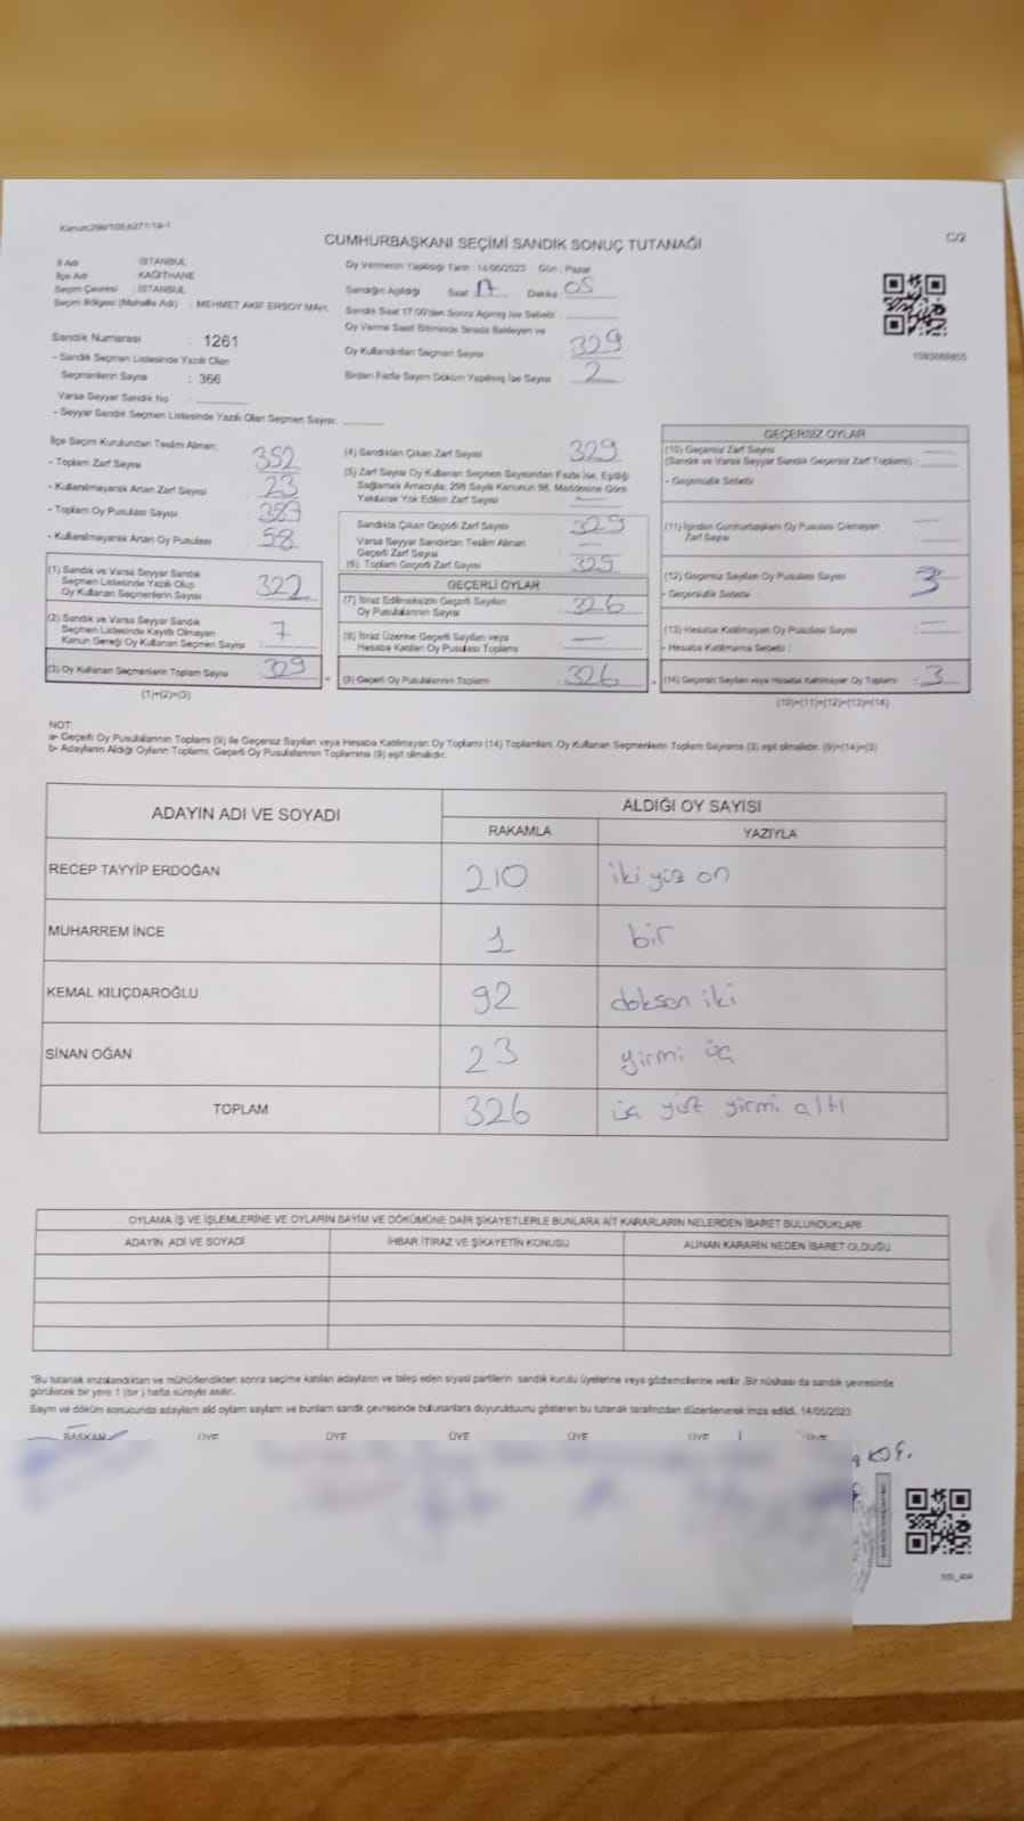 CUMHURBAŞKANI SEÇİMİ SANDIK SONUÇ TUTANAĞI
C/2
İl Adı İSTANBUL
İlçe Adı KAĞITHANE
Seçim Çevresi İSTANBUL
Seçim Bölgesi (Mahalle Adı) : MEHMET AKİF ERSOY MAH.
Oy Vermenin Yapıldığı Tarih : 14/05/2023 Gün : Pazar
Sandığın Açıldığı Saat 17 Dakika 05
Sandık Saat 17:00'den Sonra Açılmış İse Sebebi
Oy Verme Saati Bitiminde Sırada Bekleyen ve
Oy Kullandırılan Seçmen Sayısı 329
Birden Fazla Sayım Döküm Yapılmış İse Sayısı 2
Sandık Numarası : 1261
- Sandık Seçmen Listesinde Yazılı Olan
Seçmenlerin Sayısı : 366
Varsa Seyyar Sandık No
- Seyyar Sandık Seçmen Listesinde Yazılı Olan Seçmen Sayısı:
İlçe Seçim Kurulundan Teslim Alınan:
- Toplam Zarf Sayısı 352
- Kullanılmayarak Artan Zarf Sayısı 23
- Toplam Oy Pusulası Sayısı
- Kullanılmayarak Artan Oy Pusulası 58
(1) Sandık ve Varsa Seyyar Sandık
Seçmen Listesinde Yazılı Olup
Oy Kullanan Seçmenlerin Sayısı 322
(2) Sandık ve Varsa Seyyar Sandık
Seçmen Listesinde Kayıtlı Olmayan
Kanun Gereği Oy Kullanan Seçmen Sayısı 7
(3) Oy Kullanan Seçmenlerin Toplam Sayısı
(1)+(2)=(3)
(4) Sandıktan Çıkan Zarf Sayısı 329
(5) Zarf Sayısı Oy Kullanan Seçmen Sayısından Fazla İse, Eşitliği
Sağlamak Amacıyla, 298 Sayılı Kanunun 98. Maddesine Göre
Yakılarak Yok Edilen Zarf Sayısı
Sandıkta Çıkan Geçerli Zarf Sayısı 329
Varsa Seyyar Sandıktan Teslim Alınan
Geçerli Zarf Sayısı
(6) Toplam Geçerli Zarf Sayısı 329
GEÇERLİ OYLAR
(7) İtiraz Edilmeksizin Geçerli Sayılan
Oy Pusulalarının Sayısı 326
(8) İtiraz Üzerine Geçerli Sayılan veya
Hesaba Katılan Oy Pusulası Toplamı
(9) Geçerli Oy Pusulalarının Toplamı 326
GEÇERSİZ OYLAR
(10) Geçersiz Zarf Sayısı
(Sandık ve Varsa Seyyar Sandık Geçersiz Zarf Toplamı)
- Geçersizlik Sebebi
(11) İçinden Cumhurbaşkanı Oy Pusulası Çıkmayan
Zarf Sayısı
(12) Geçersiz Sayılan Oy Pusulası Sayısı 3
- Geçersizlik Sebebi :
(13) Hesaba Katılmayan Oy Pusulası Sayısı
- Hesaba Katılmama Sebebi :
(14) Geçersiz Sayılan veya Hesaba Katılmayan Oy Toplamı : 3
(10)+(11)+(12)+(13)=(14)
NOT:
a- Geçerli Oy Pusulalarının Toplamı (9) ile Geçersiz Sayılan veya Hesaba Katılmayan Oy Toplamı (14) Toplamları, Oy Kullanan Seçmenlerin Toplam Sayısına (3) eşit olmalıdır. (9)+(14)=(3)
b- Adayların Aldığı Oyların Toplamı, Geçerli Oy Pusulalarının Toplamına (9) eşit olmalıdır.
ADAYIN ADI VE SOYADI ALDIĞI OY SAYISI
RAKAMLA YAZIYLA
RECEP TAYYİP ERDOĞAN 210 iki yüz on
MUHARREM İNCE 1 bir
KEMAL KILIÇDAROĞLU 92 doksan iki
SİNAN OĞAN 23 yirmi üç
TOPLAM 326 üç yüz yirmi altı
OYLAMA İŞ VE İŞLEMLERİNE VE OYLARIN SAYIM VE DÖKÜMÜNE DAİR ŞİKAYETLERLE BUNLARA AİT KARARLARIN NELERDEN İBARET BULUNDUKLARI
ADAYIN ADI VE SOYADI İHBAR İTİRAZ VE ŞİKAYETİN KONUSU ALINAN KARARIN NEDEN İBARET OLDUĞU
*Bu tutanak imzalandıktan ve mühürlendikten sonra seçime katılan adayların ve talep eden siyasi partilerin sandık kurulu üyelerine veya gözlemcilerine verilir. Bir nüshası da sandık çevresinde
görülecek bir yere 1 (bir ) hafta süreyle asılır.
Sayım ve döküm sonucunda adayların aldı oyların sayıların ve bunların sandık çevresinde bulunanlara duyurulduunu gösteren bu tutanak tarafımızdan düzenlenerek imza edildi. 14/05/2023
BAŞKAN ÜYE ÜYE ÜYE ÜYE ÜYE ÜYE